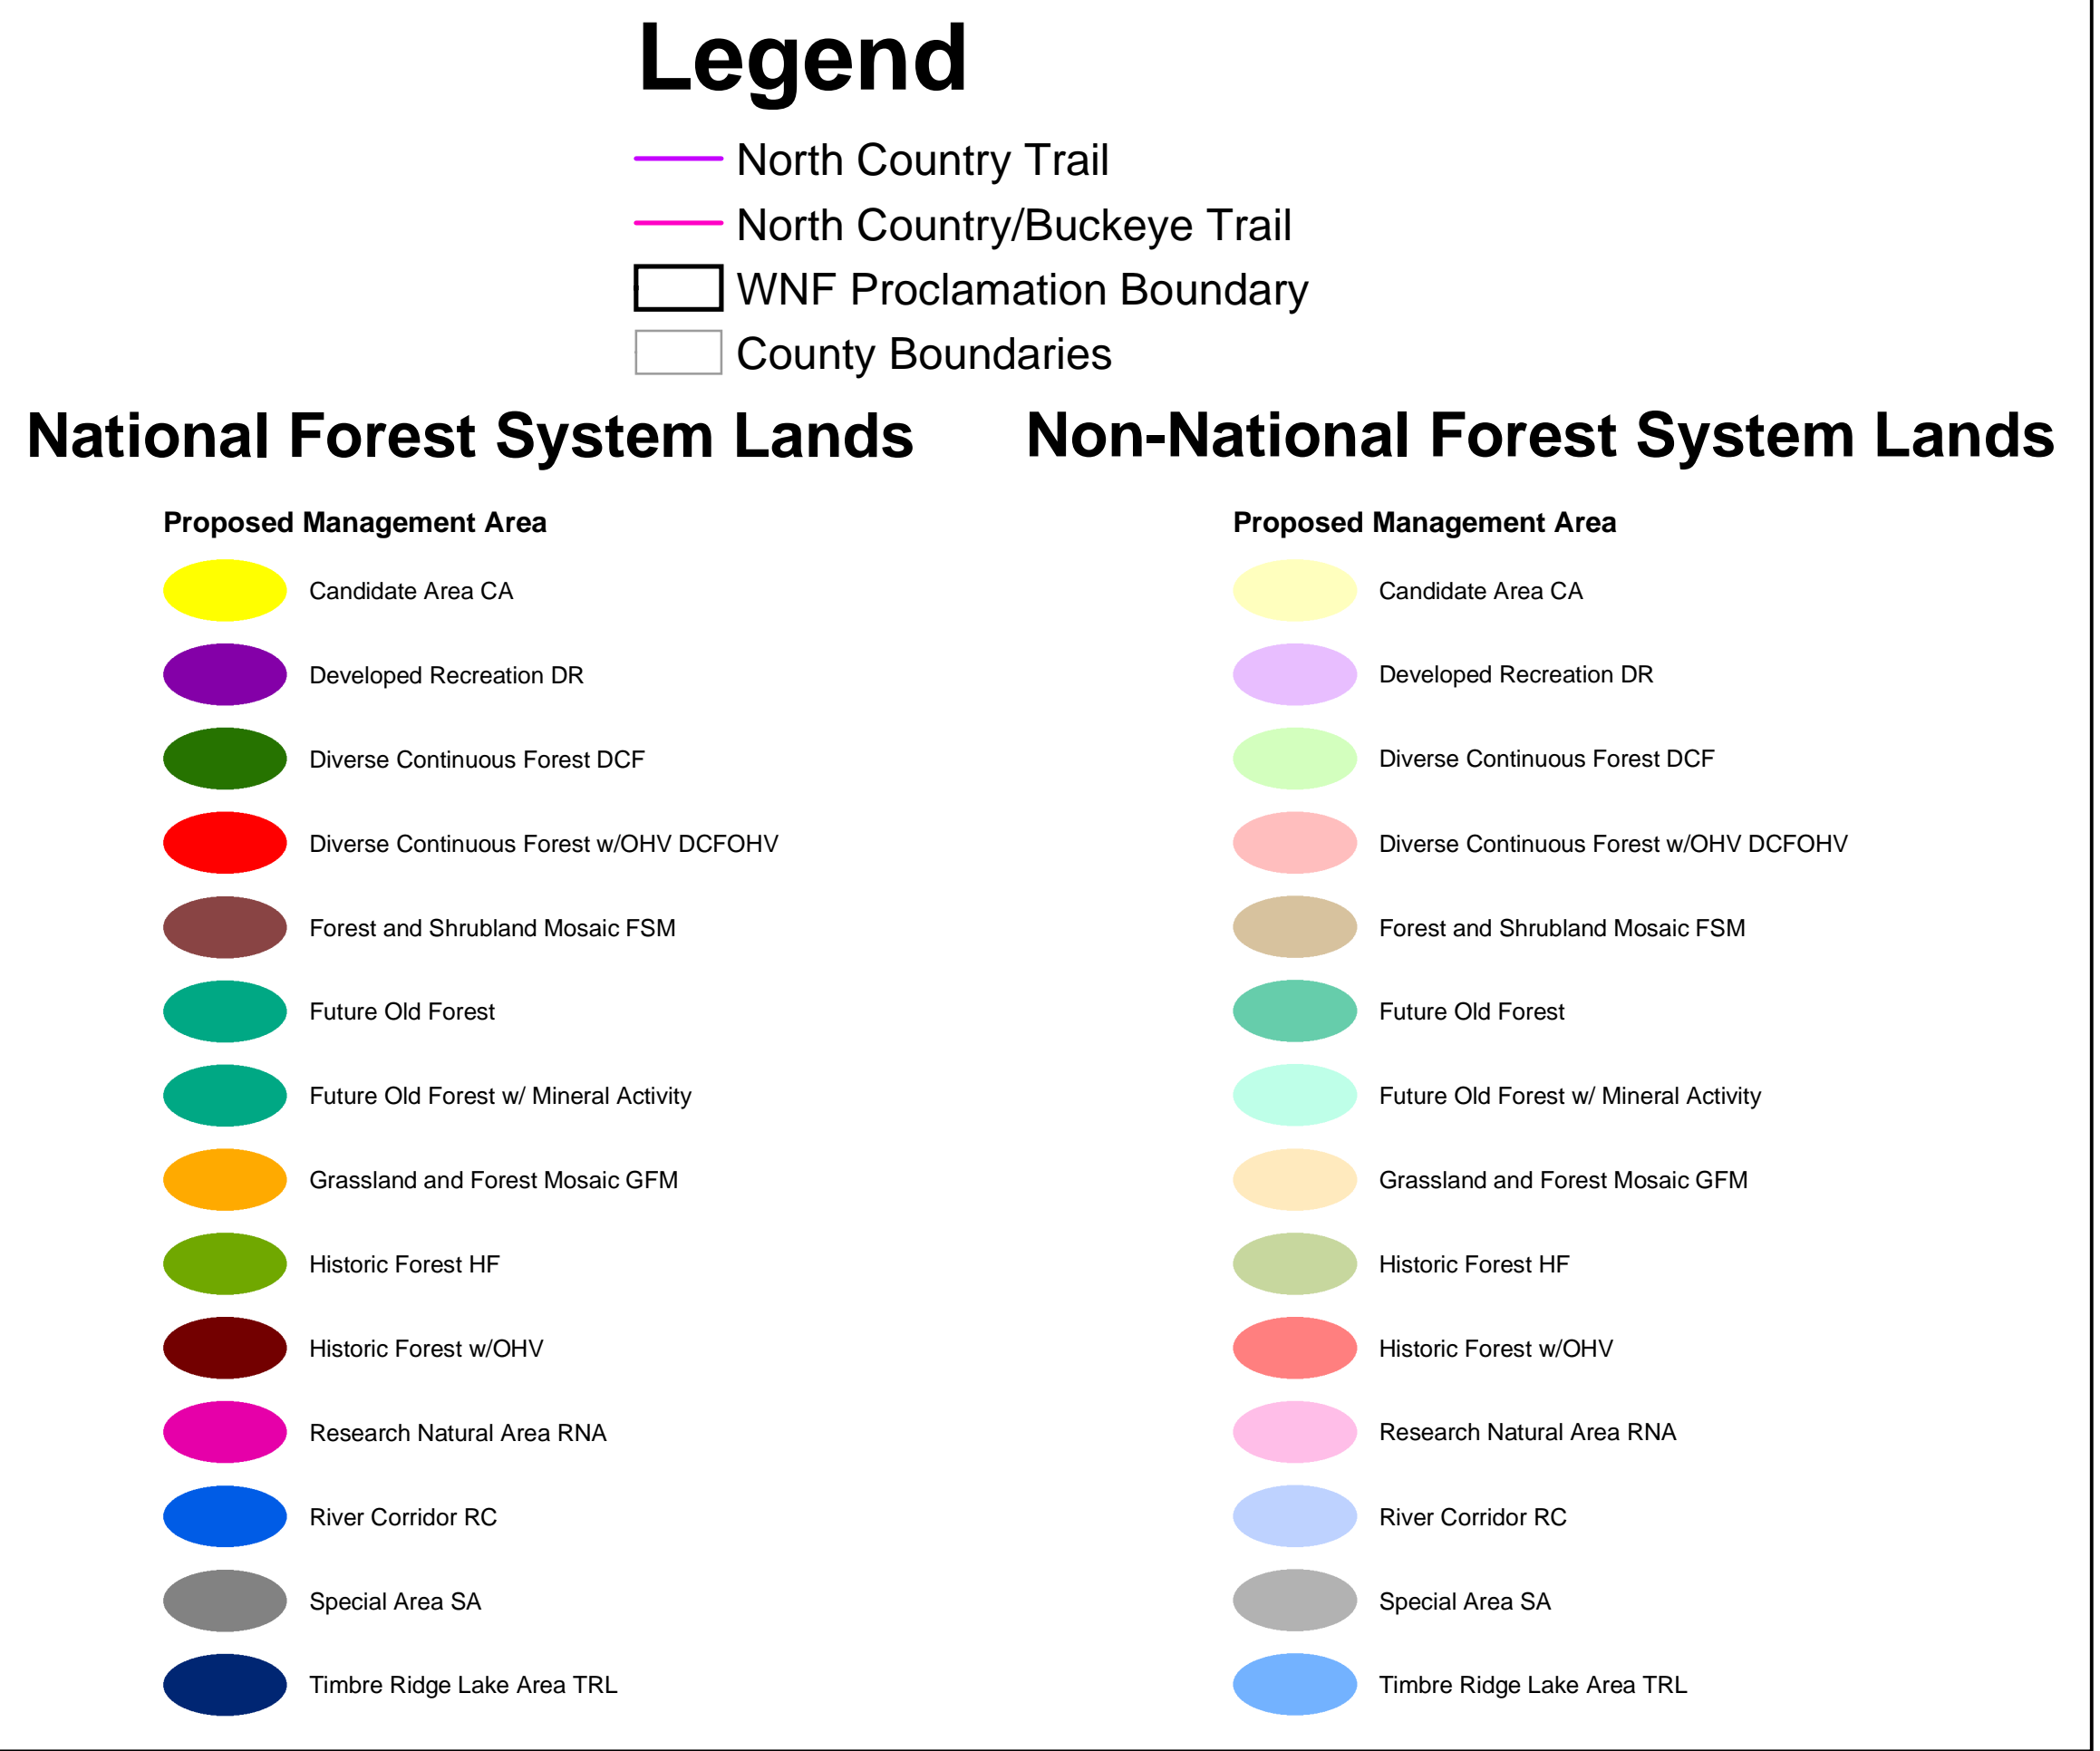 Legend
North Country Trail
North Country/Buckeye Trail
WNF Proclamation Boundary
County Boundaries
National Forest System Lands
Proposed Management Area
Candidate Area CA
Developed Recreation DR
Diverse Continuous Forest DCF
Diverse Continuous Forest w/OHV DCFOHV
Forest and Shrubland Mosaic FSM
Future Old Forest
Future Old Forest w/ Mineral Activity
Grassland and Forest Mosaic GFM
Historic Forest HF
Historic Forest w/OHV
Research Natural Area RNA
River Corridor RC
Special Area SA
Timbre Ridge Lake Area TRL
Non-National Forest System Lands
Proposed Management Area
Candidate Area CA
Developed Recreation DR
Diverse Continuous Forest DCF
Diverse Continuous Forest w/OHV DCFOHV
Forest and Shrubland Mosaic FSM
Future Old Forest
Future Old Forest w/ Mineral Activity
Grassland and Forest Mosaic GFM
Historic Forest HF
Historic Forest w/OHV
Research Natural Area RNA
River Corridor RC
Special Area SA
Timbre Ridge Lake Area TRL